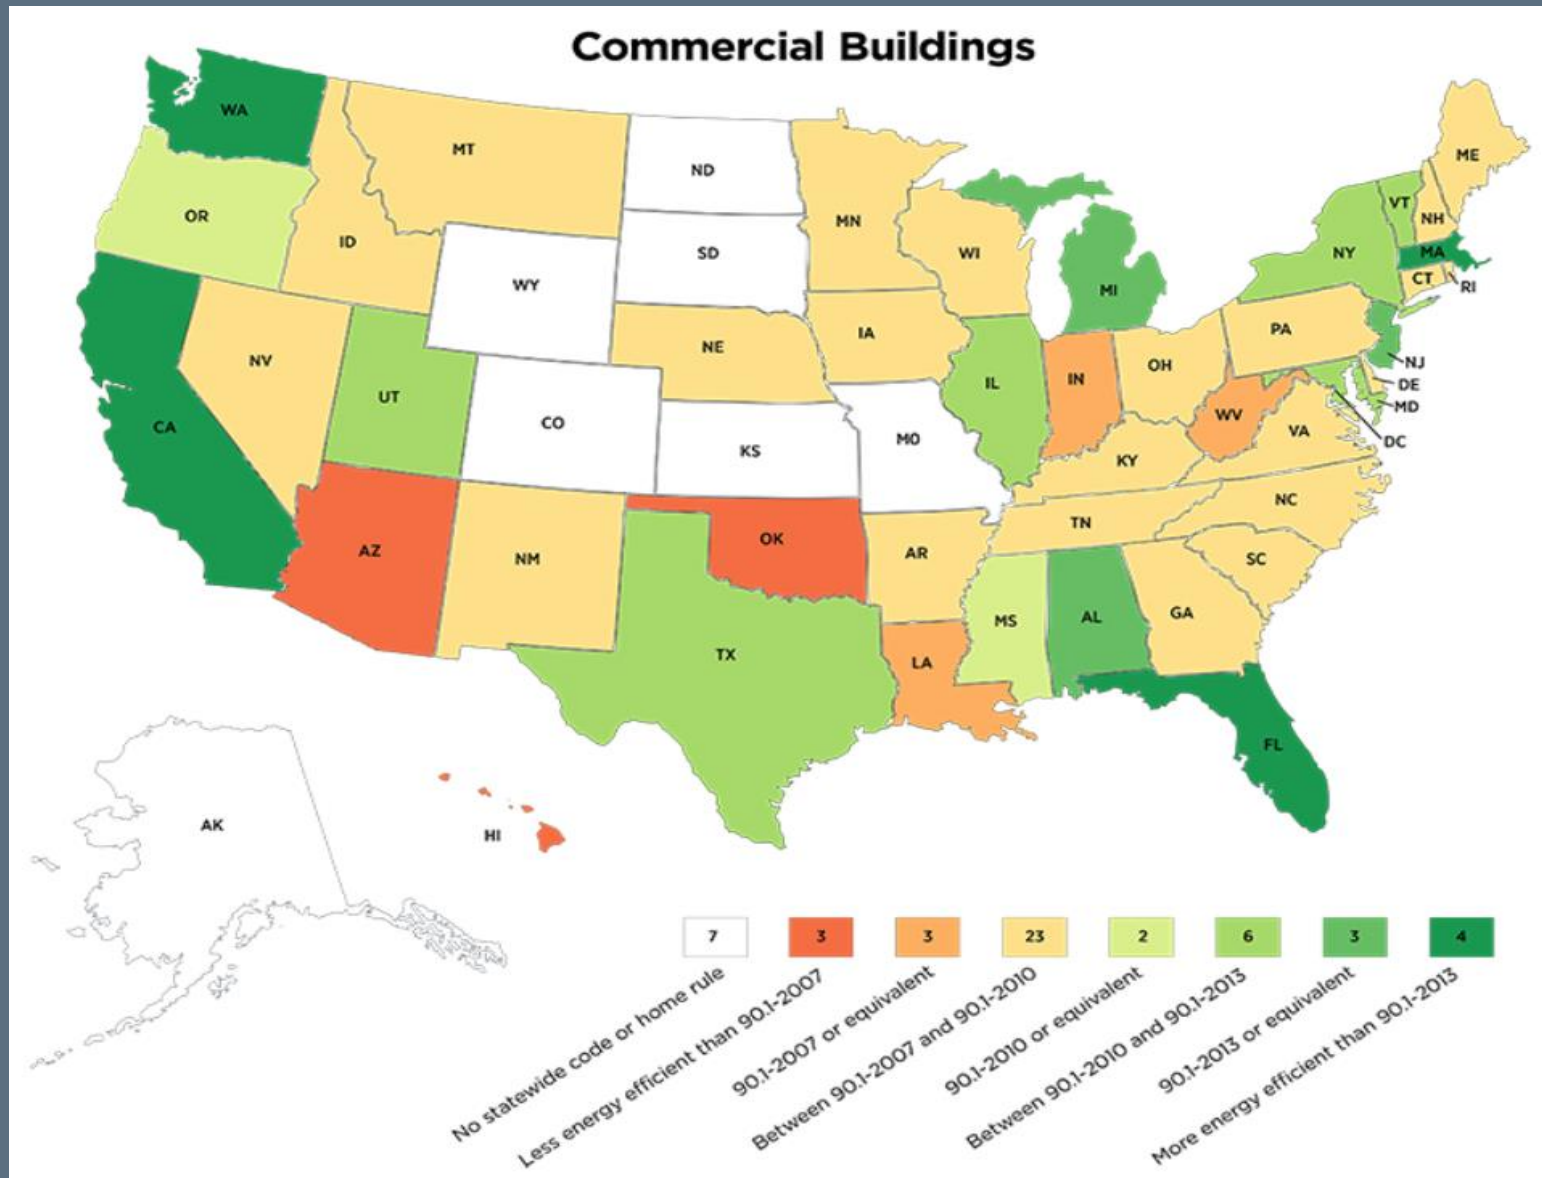 Commercial Buildings
WA
MT
ND
ME
OR
ID
MN
VT
NH
SD
WI
NY
MA
WY
MI
CT
RI
IA
PA
NE
NV
OH
NJ
IL
IN
DE
UT
MD
CO
WV
CA
KS
MO
VA
DC
KY
NC
TN
AZ
OK
NM
AR
SC
MS
AL
GA
TX
LA
FL
AK
HI
7
3
3
23
2
6
3
4
No statewide code or home rule
Less energy efficient than 90.1-2007
90.1-2007 or equivalent
Between 90.1-2007 and 90.1-2010
90.1-2010 or equivalent
Between 90.1-2010 and 90.1-2013
90.1-2013 or equivalent
More energy efficient than 90.1-2013